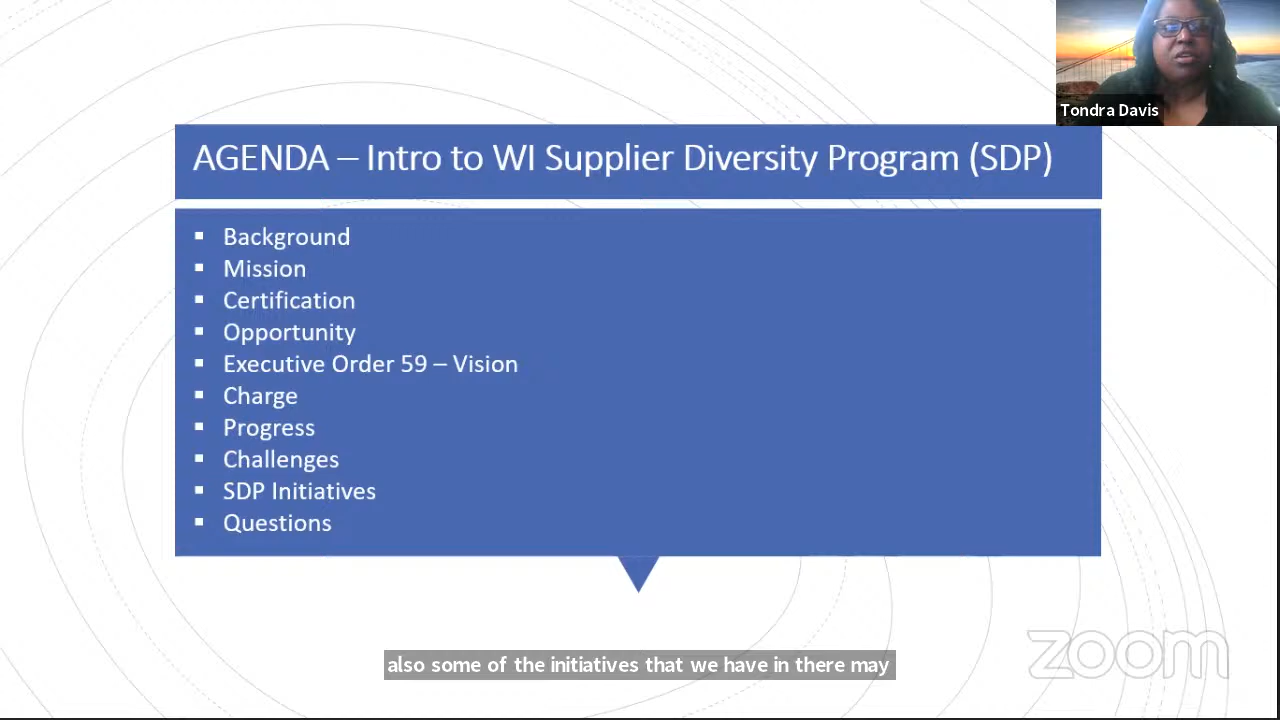 Tondra Davis
AGENDA – Intro to WI Supplier Diversity Program (SDP)
▪ Background
▪ Mission
▪ Certification
▪ Opportunity
▪ Executive Order 59 – Vision
▪ Charge
▪ Progress
▪ Challenges
▪ SDP Initiatives
▪ Questions
also some of the initiatives that we have in there may
zoom